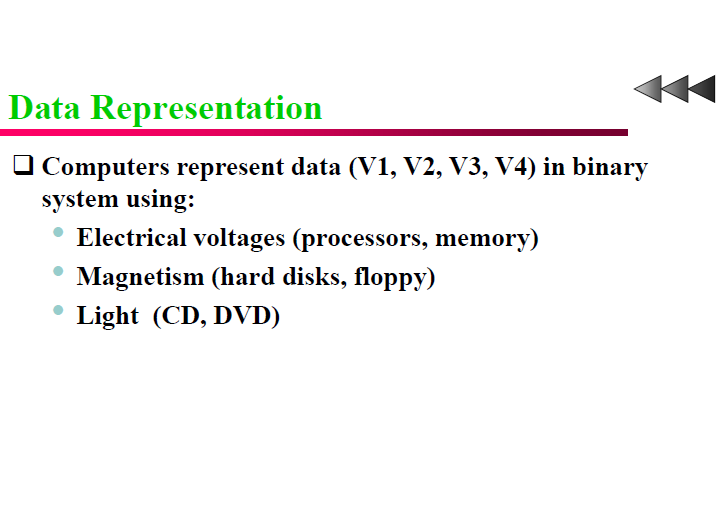 Data Representation
Computers represent data (V1, V2, V3, V4) in binary
system using:
Electrical voltages (processors, memory)
Magnetism (hard disks, floppy)
Light (CD, DVD)